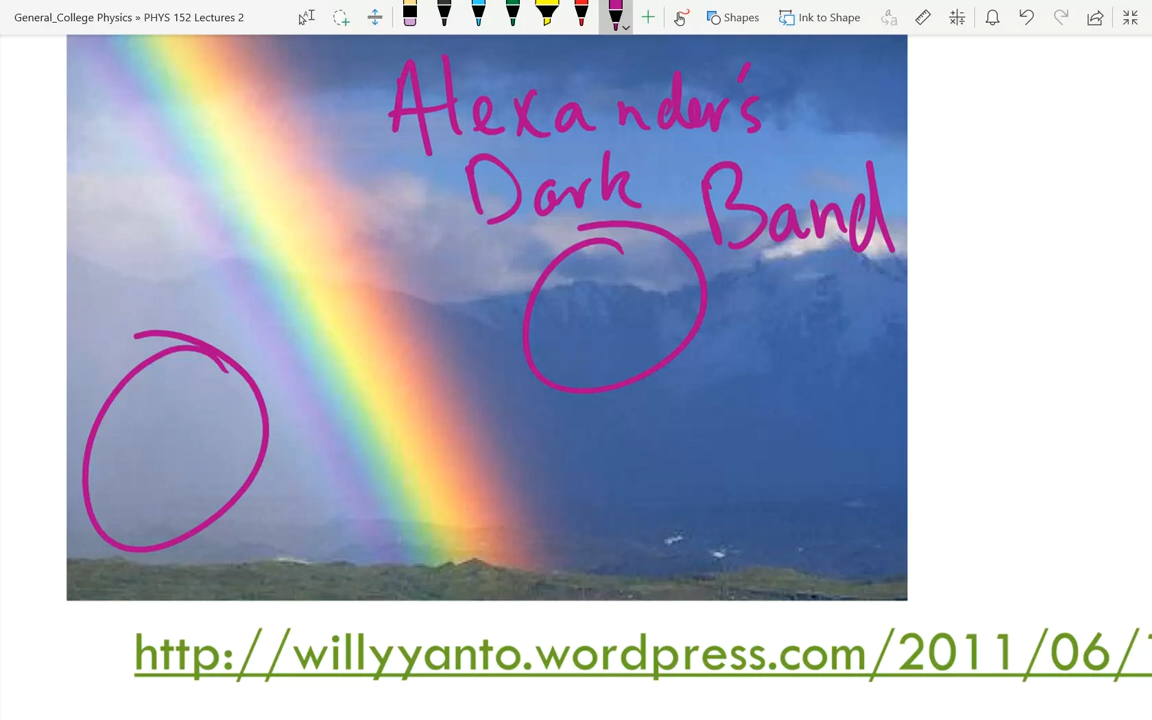 General_College Physics » PHYS 152 Lectures 2
Shapes
Ink to Shape
Alexander's
Dark Band
http://willyyanto.wordpress.com/2011/06/